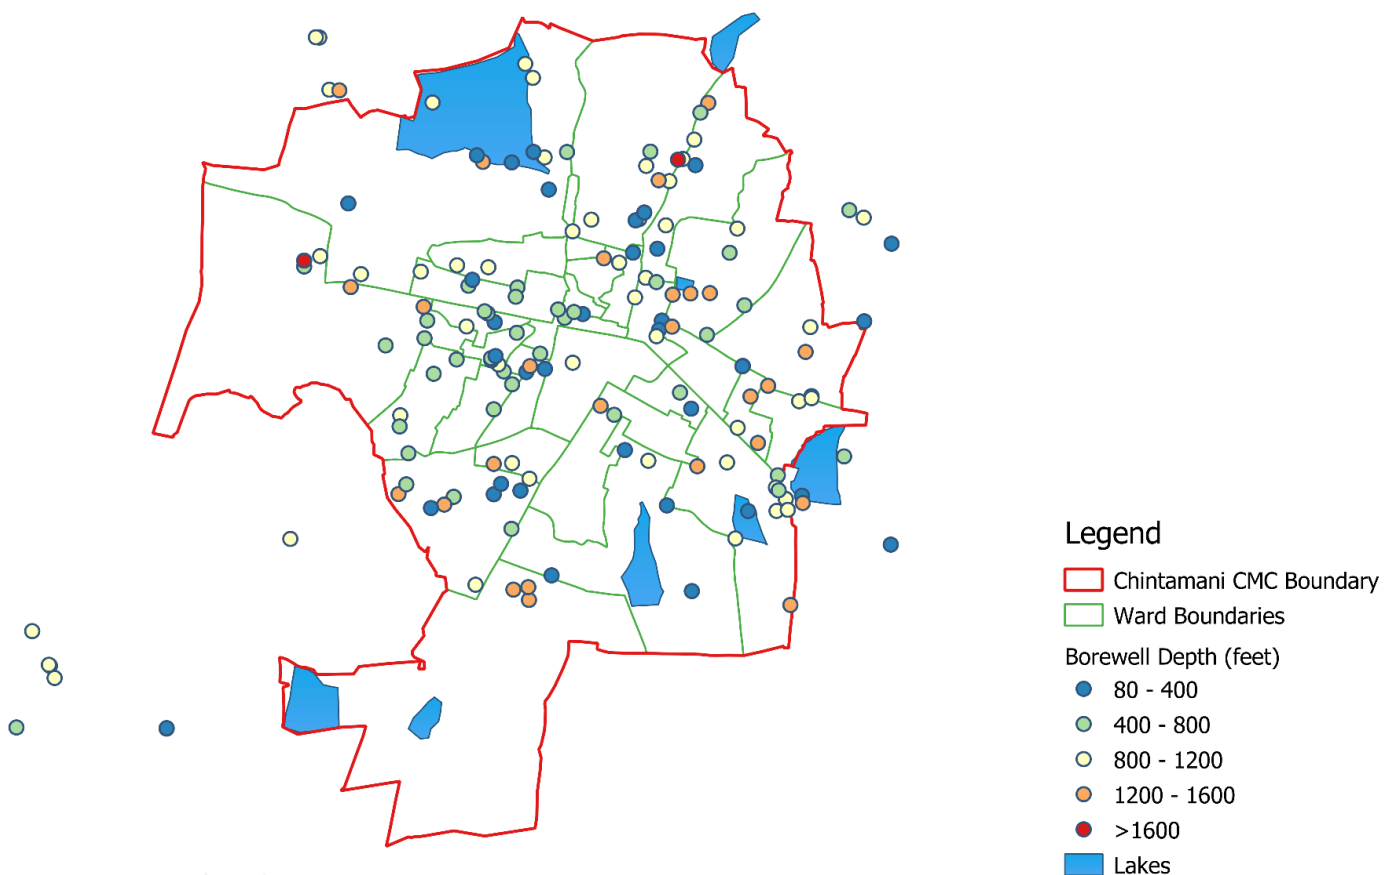 Legend
Chintamani CMC Boundary
Ward Boundaries
Borewell Depth (feet)
80 - 400
400 - 800
800 - 1200
1200 - 1600
>1600
Lakes